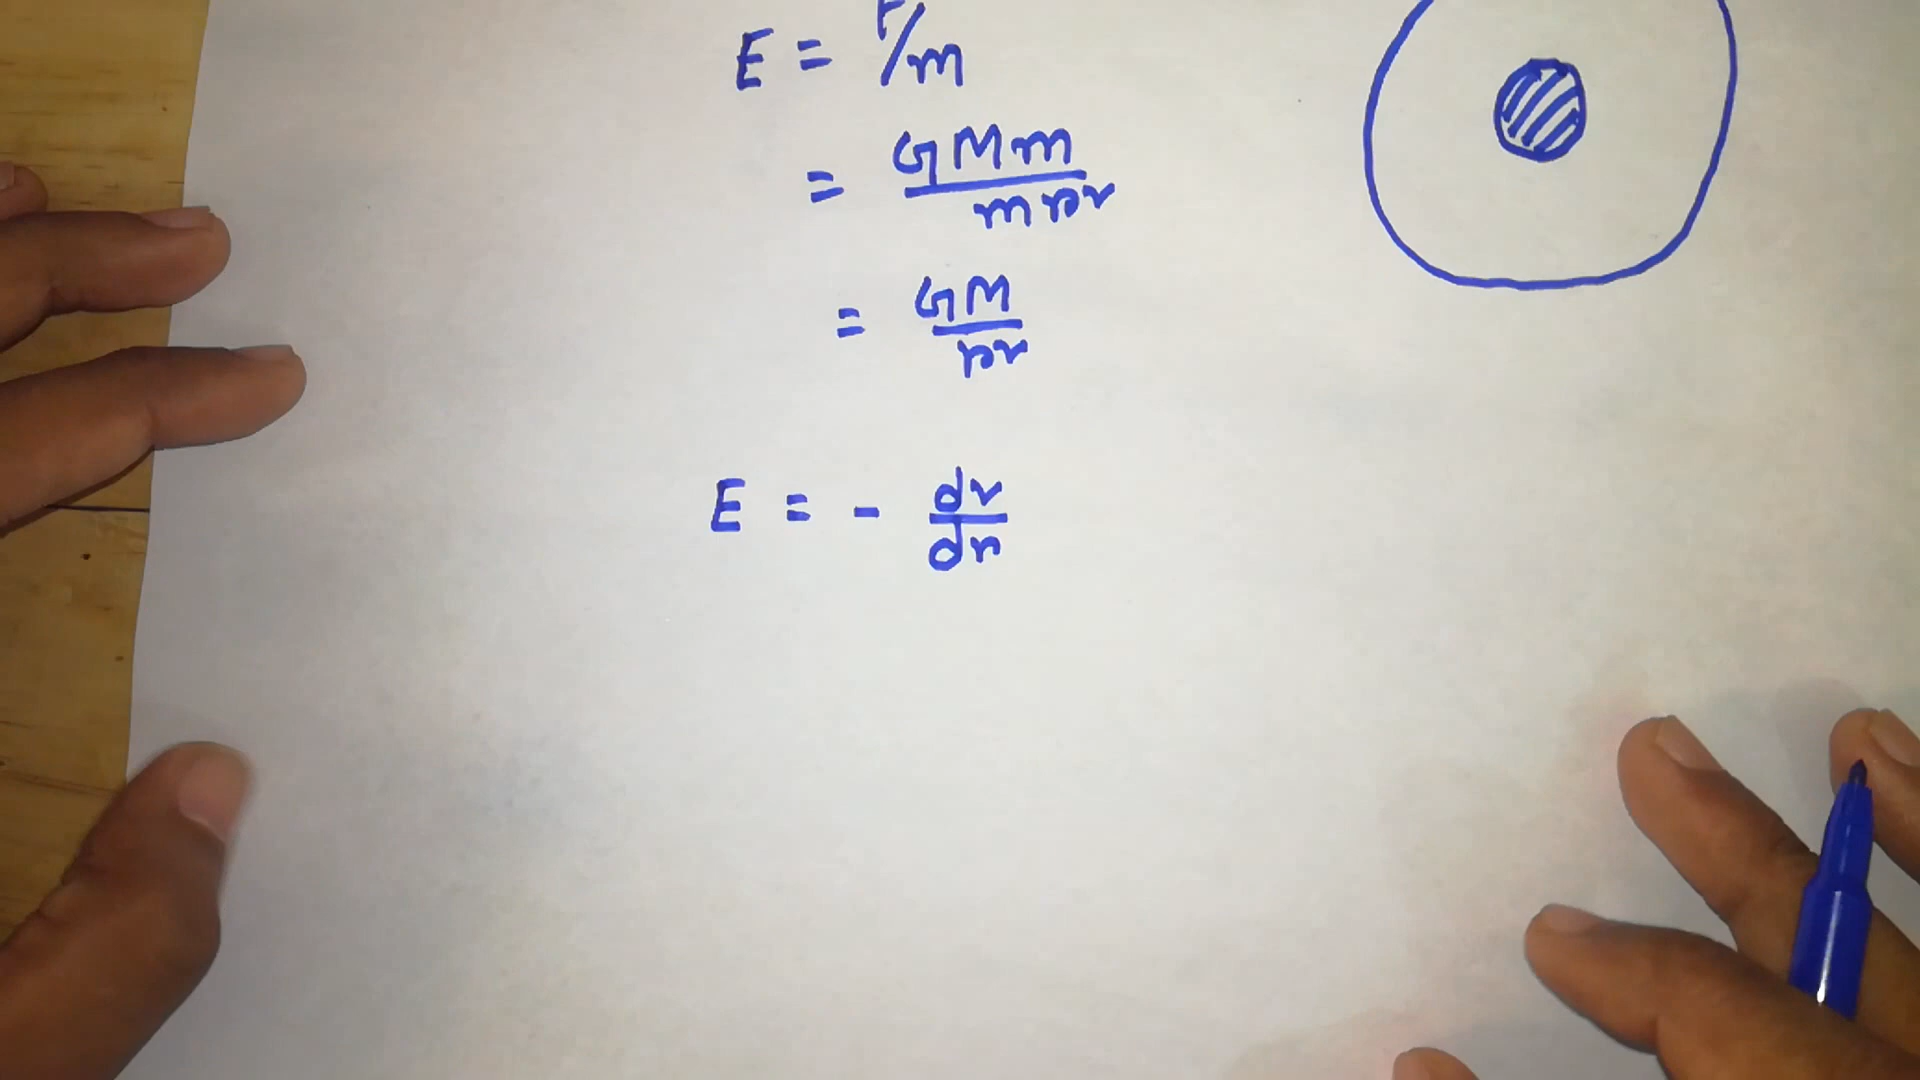 E = F/m
= GMm / mr²
= GM / r²
E = - dv / dr